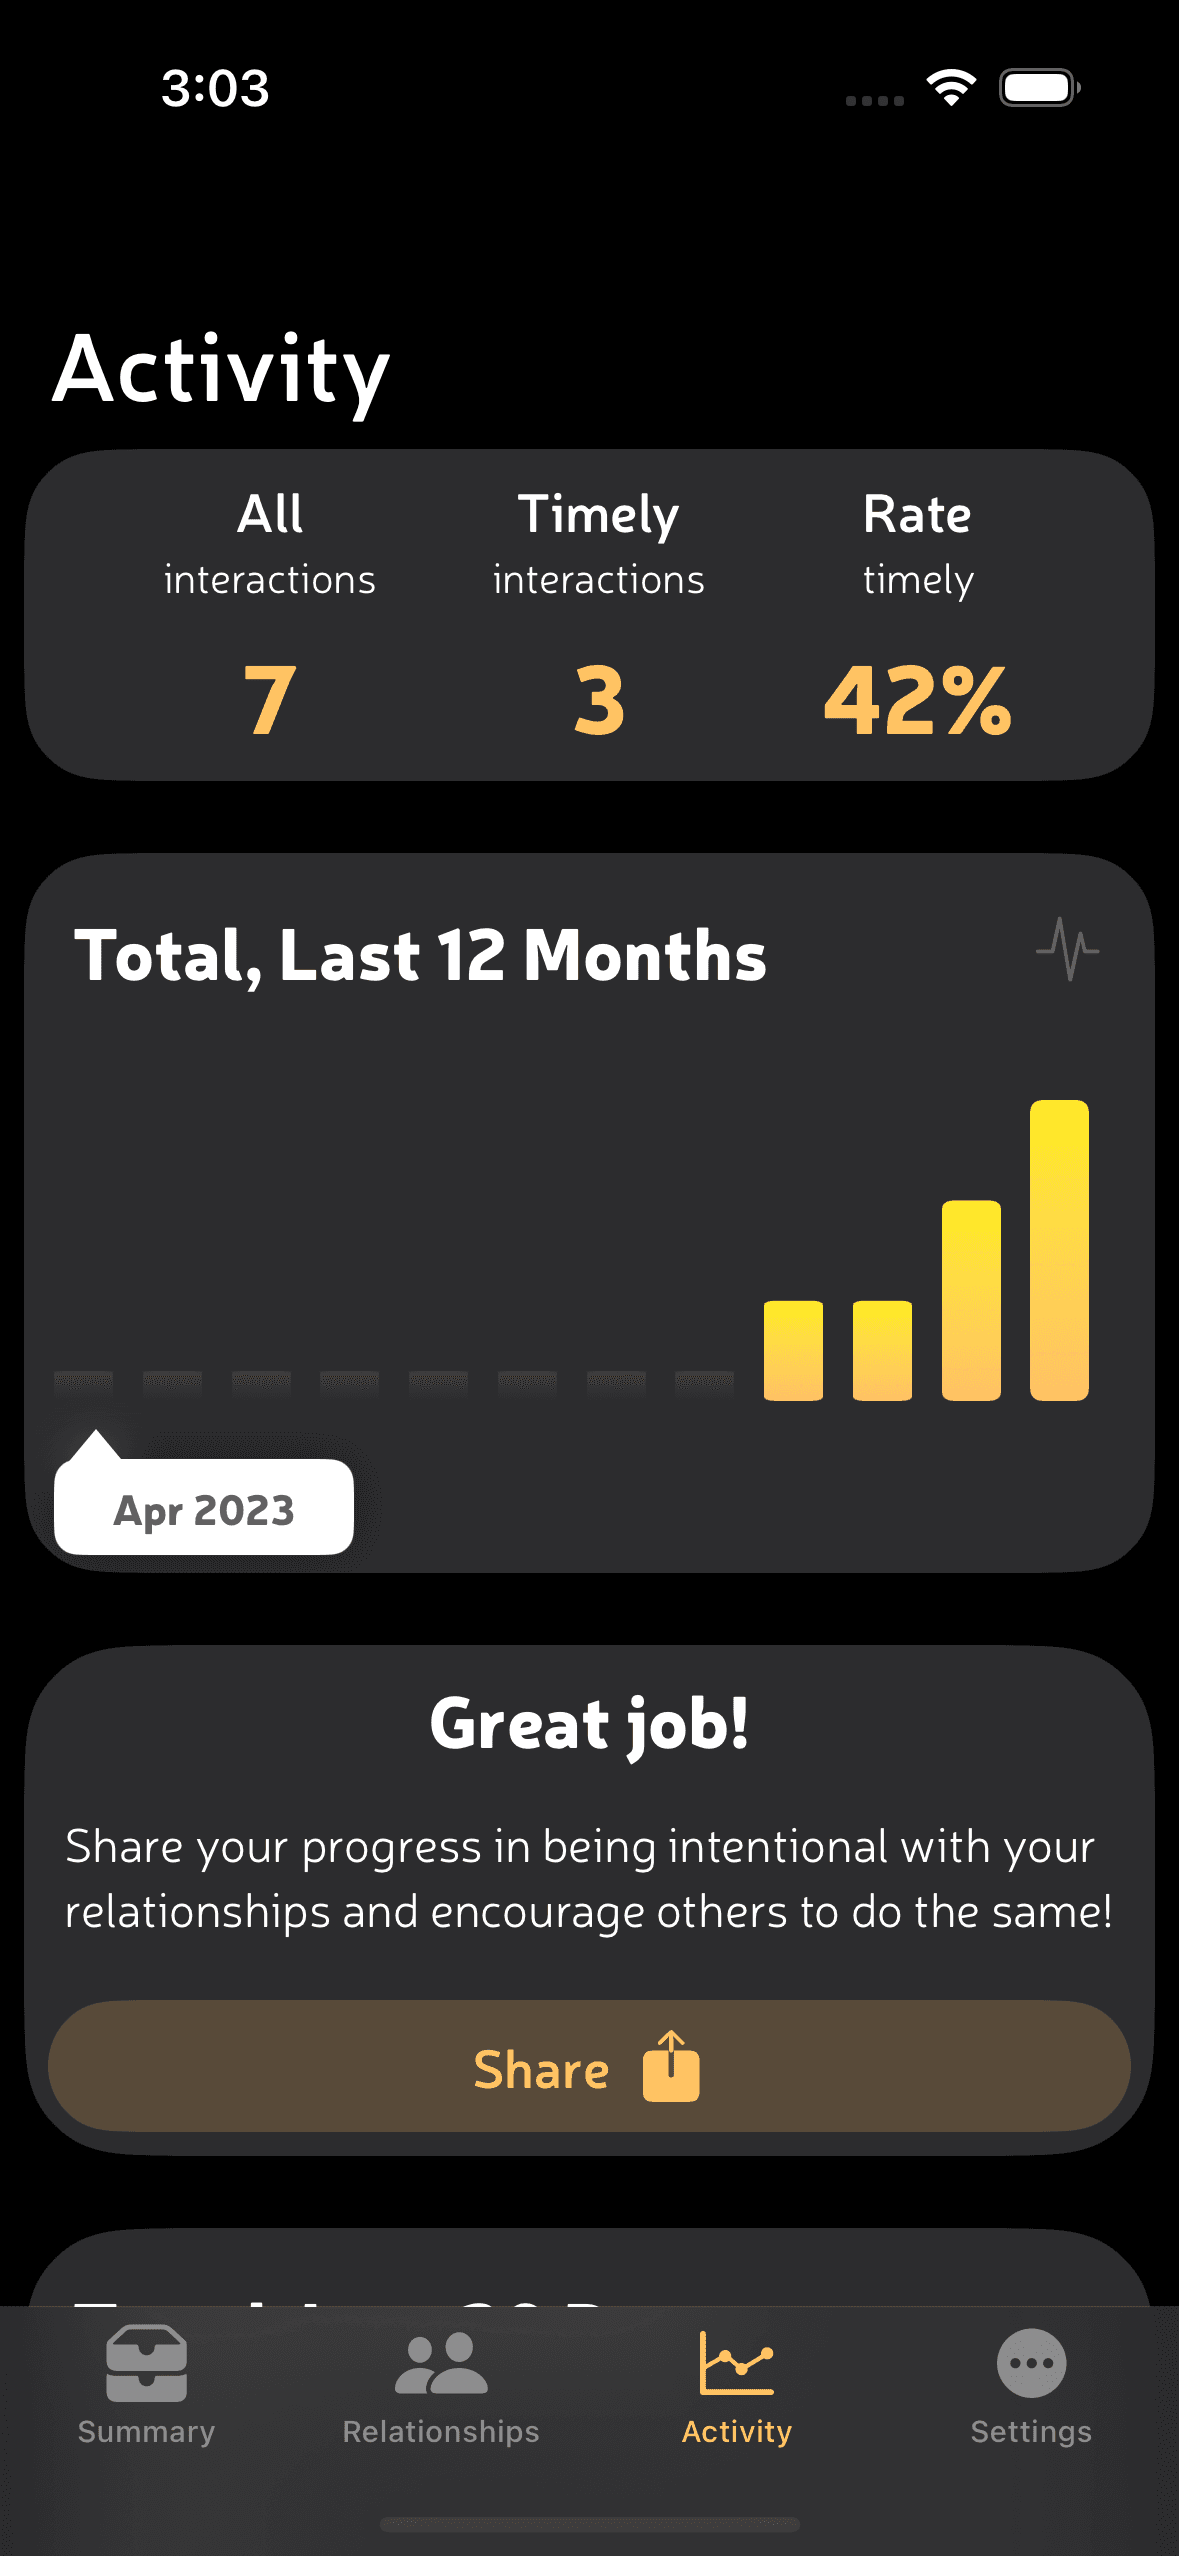 3:03
Activity
All
interactions
7
Timely
interactions
3
Rate
timely
42%
Total, Last 12 Months
Apr 2023
Great job!
Share your progress in being intentional with your
relationships and encourage others to do the same!
Share
Summary
Relationships
Activity
Settings